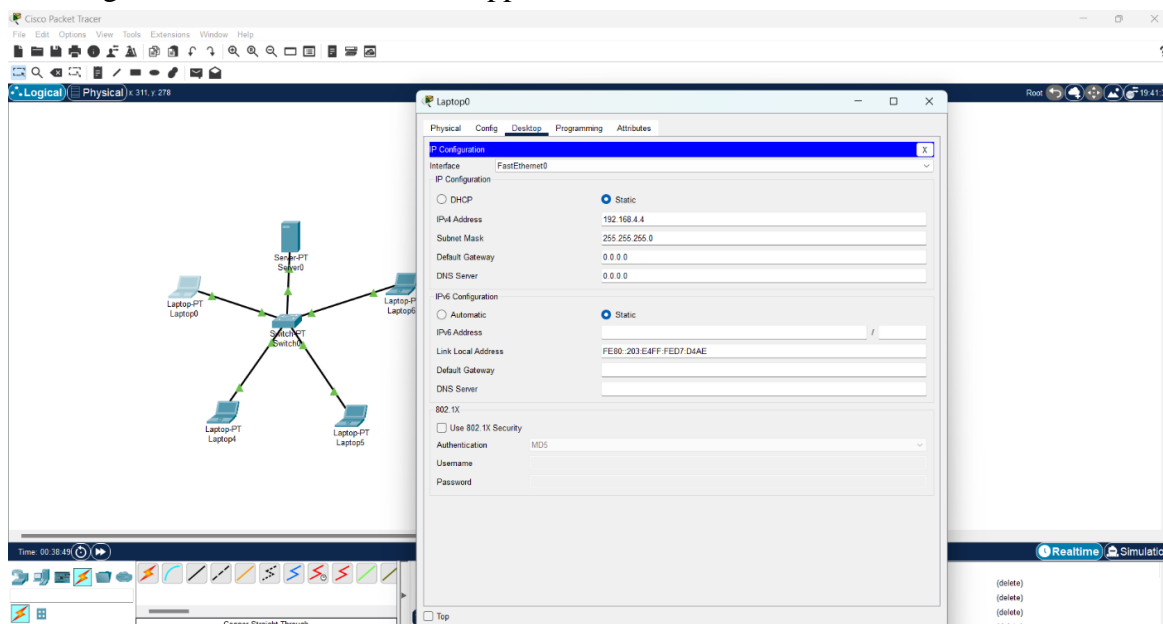 Cisco Packet Tracer
File Edit Options View Tools Extensions Window Help
Logical Physical x 311, y 278
Root 19:41:
Laptop0
Physical Config Desktop Programming Attributes
IP Configuration X
Interface FastEthernet0
IP Configuration
DHCP Static
IPv4 Address 192.168.4.4
Subnet Mask 255.255.255.0
Default Gateway 0.0.0.0
DNS Server 0.0.0.0
IPv6 Configuration
Automatic Static
IPv6 Address /
Link Local Address FE80::203:E4FF:FED7:D4AE
Default Gateway
DNS Server
802.1X
Use 802.1X Security
Authentication MD5
Username
Password
Top
Server-PT
Server0
Laptop-PT
Laptop0
Laptop-P
Laptop6
Switch-PT
Switch0
Laptop-PT
Laptop4
Laptop-PT
Laptop5
Time: 00:38:49
Realtime Simulatio
(delete)
(delete)
(delete)
Copper Straight-Through